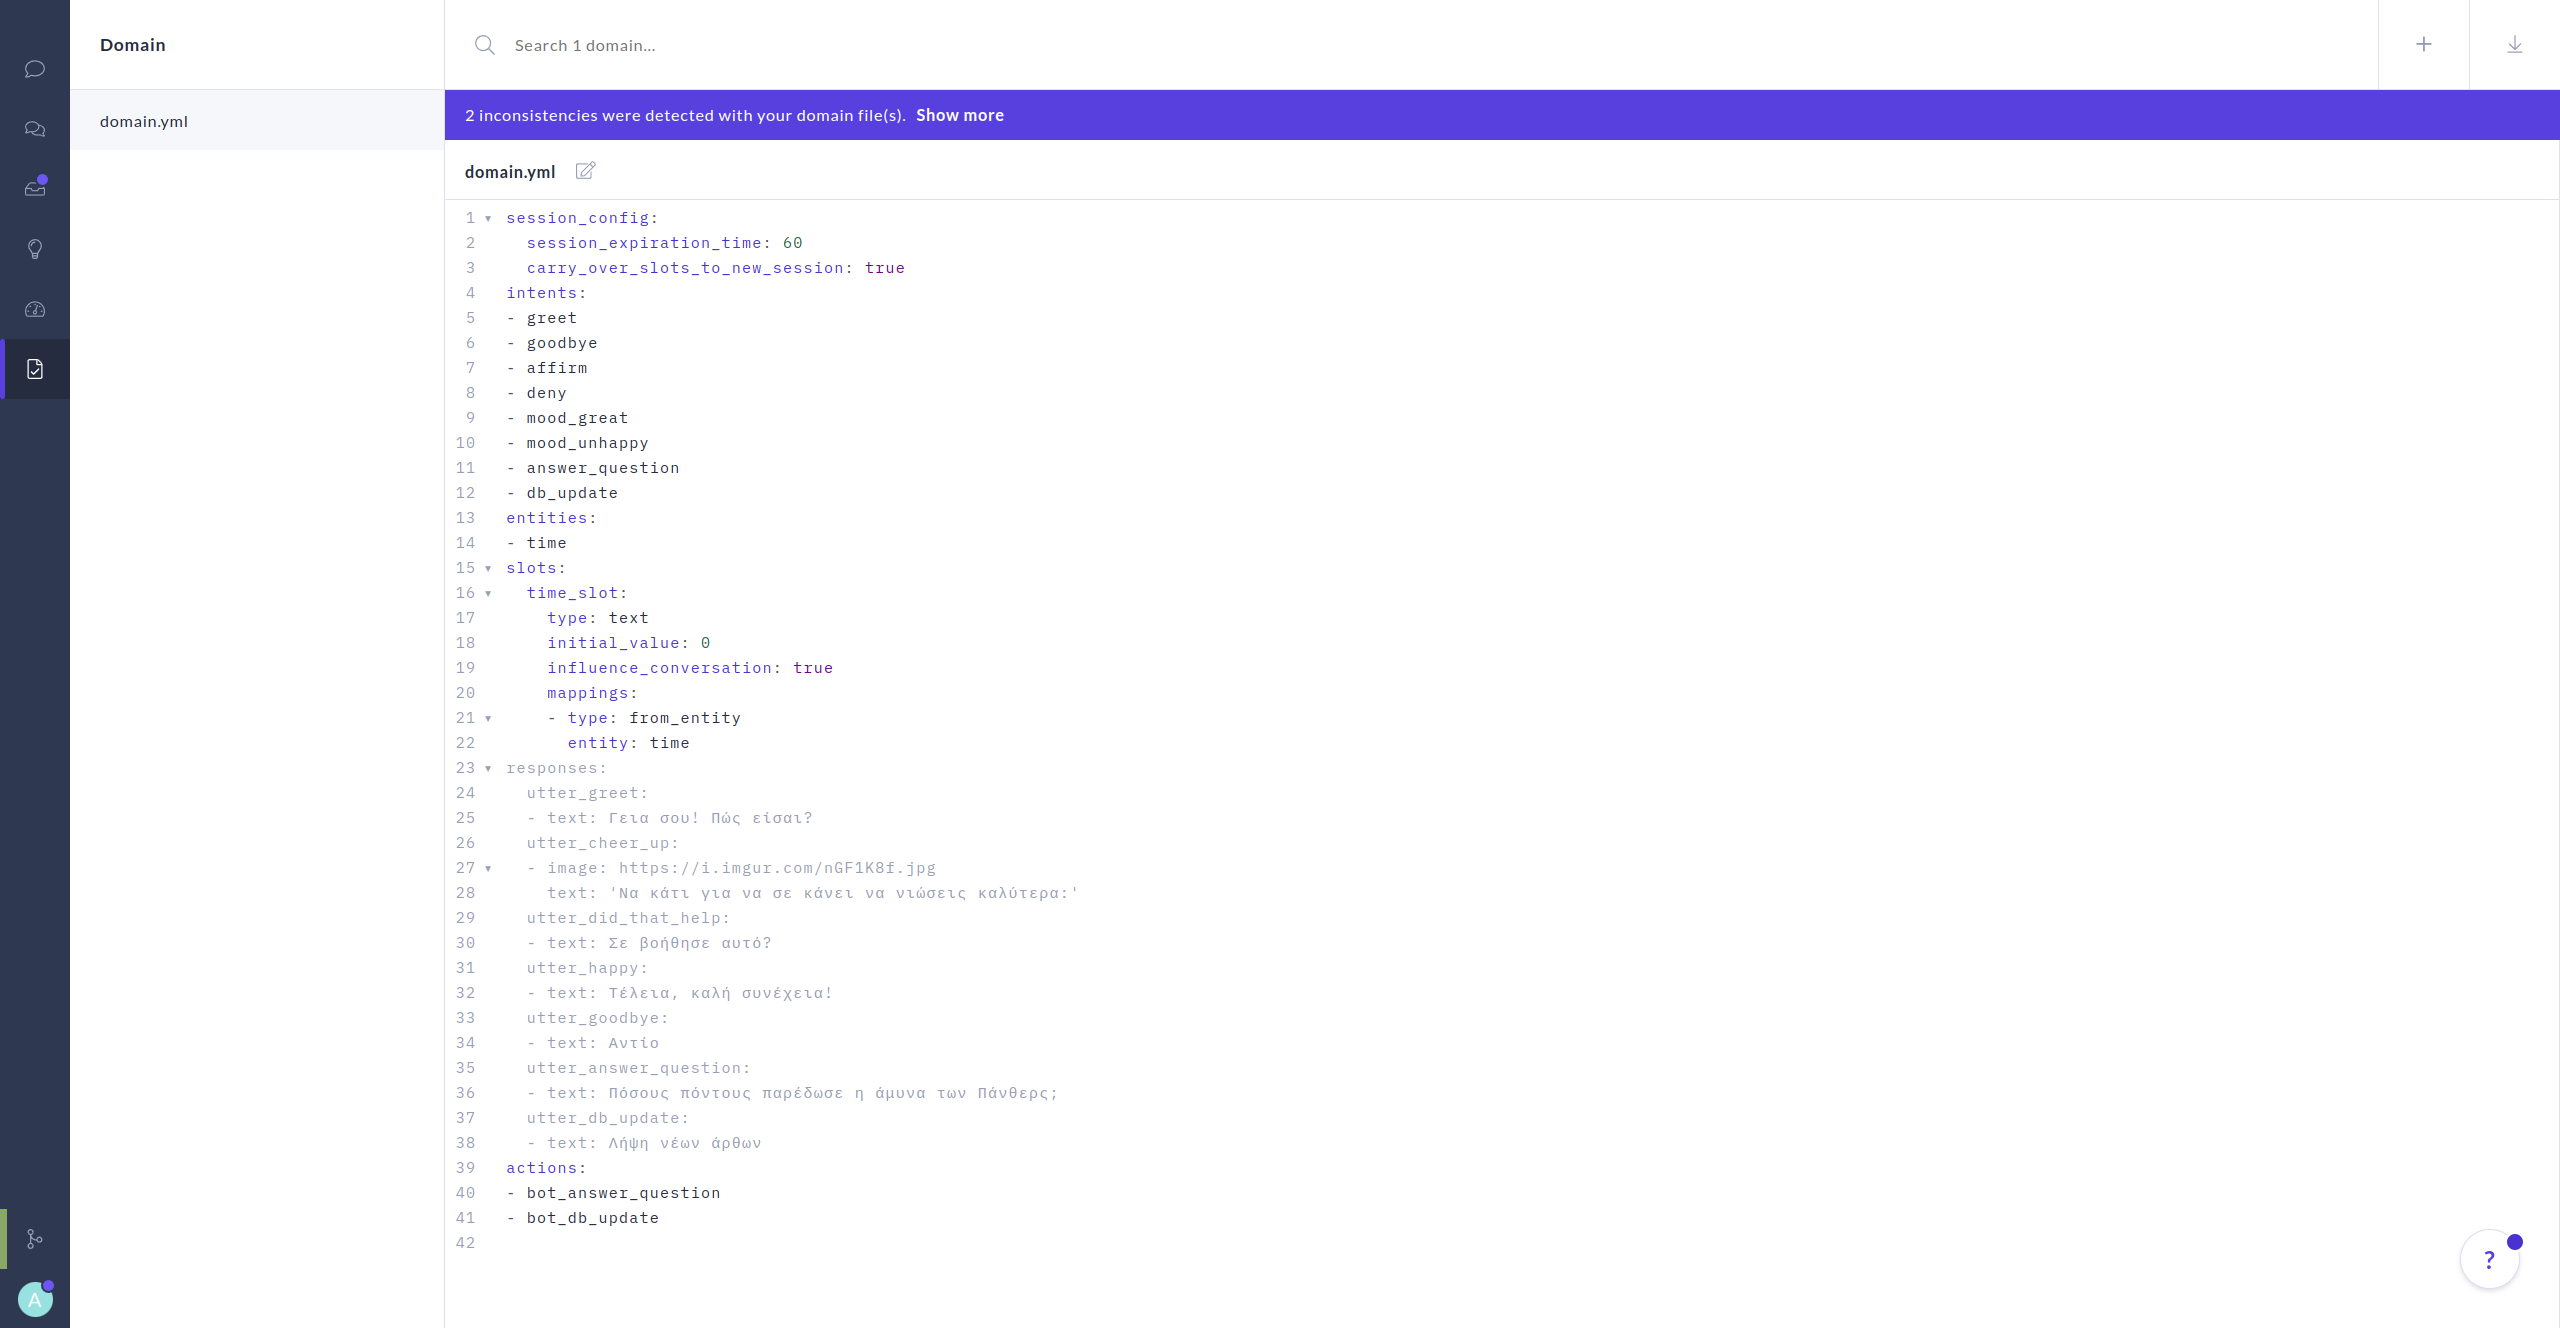 Domain
Search 1 domain...
domain.yml
2 inconsistencies were detected with your domain file(s). Show more
domain.yml
1 session_config:
2 session_expiration_time: 60
3 carry_over_slots_to_new_session: true
4 intents:
5 - greet
6 - goodbye
7 - affirm
8 - deny
9 - mood_great
10 - mood_unhappy
11 - answer_question
12 - db_update
13 entities:
14 - time
15 slots:
16 time_slot:
17 type: text
18 initial_value: 0
19 influence_conversation: true
20 mappings:
21 - type: from_entity
22 entity: time
23 responses:
24 utter_greet:
25 - text: Γεια σου! Πώς είσαι?
26 utter_cheer_up:
27 - image: https://i.imgur.com/nGF1K8f.jpg
28 text: 'Να κάτι για να σε κάνει να νιώσεις καλύτερα:'
29 utter_did_that_help:
30 - text: Σε βοήθησε αυτό?
31 utter_happy:
32 - text: Τέλεια, καλή συνέχεια!
33 utter_goodbye:
34 - text: Αντίο
35 utter_answer_question:
36 - text: Πόσους πόντους παρέδωσε η άμυνα των Πάνθερς;
37 utter_db_update:
38 - text: Λήψη νέων άρθων
39 actions:
40 - bot_answer_question
41 - bot_db_update
42
A
?